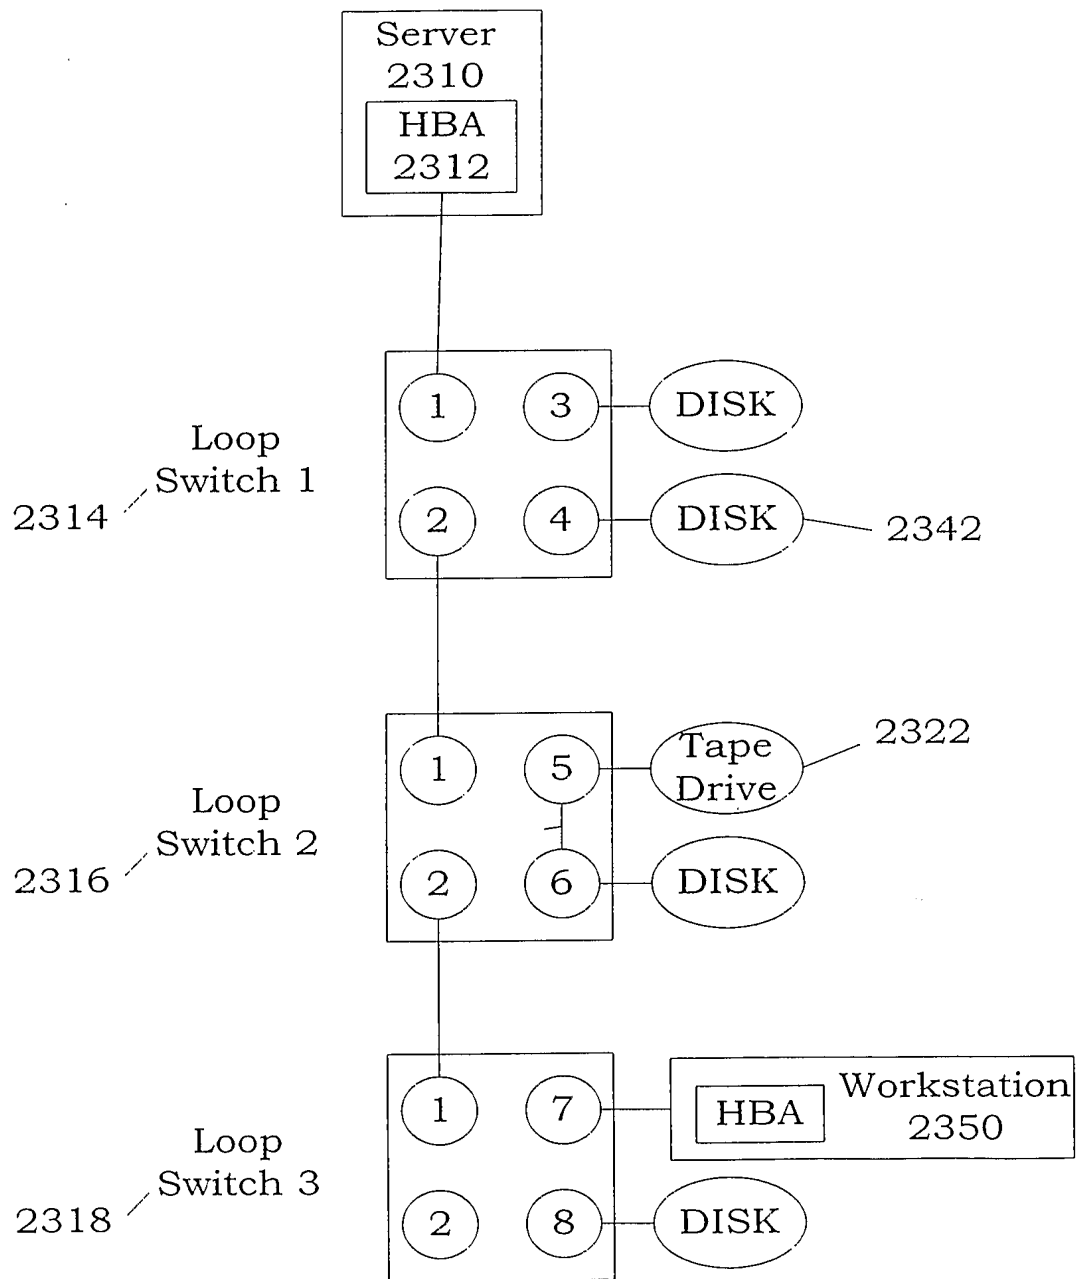 Server
2310
HBA
2312
1
3
DISK
Loop
Switch 1
2314
2
4
DISK
2342
1
5
Tape
Drive
2322
Loop
Switch 2
2316
2
6
DISK
1
7
HBA
Workstation
2350
Loop
Switch 3
2318
2
8
DISK